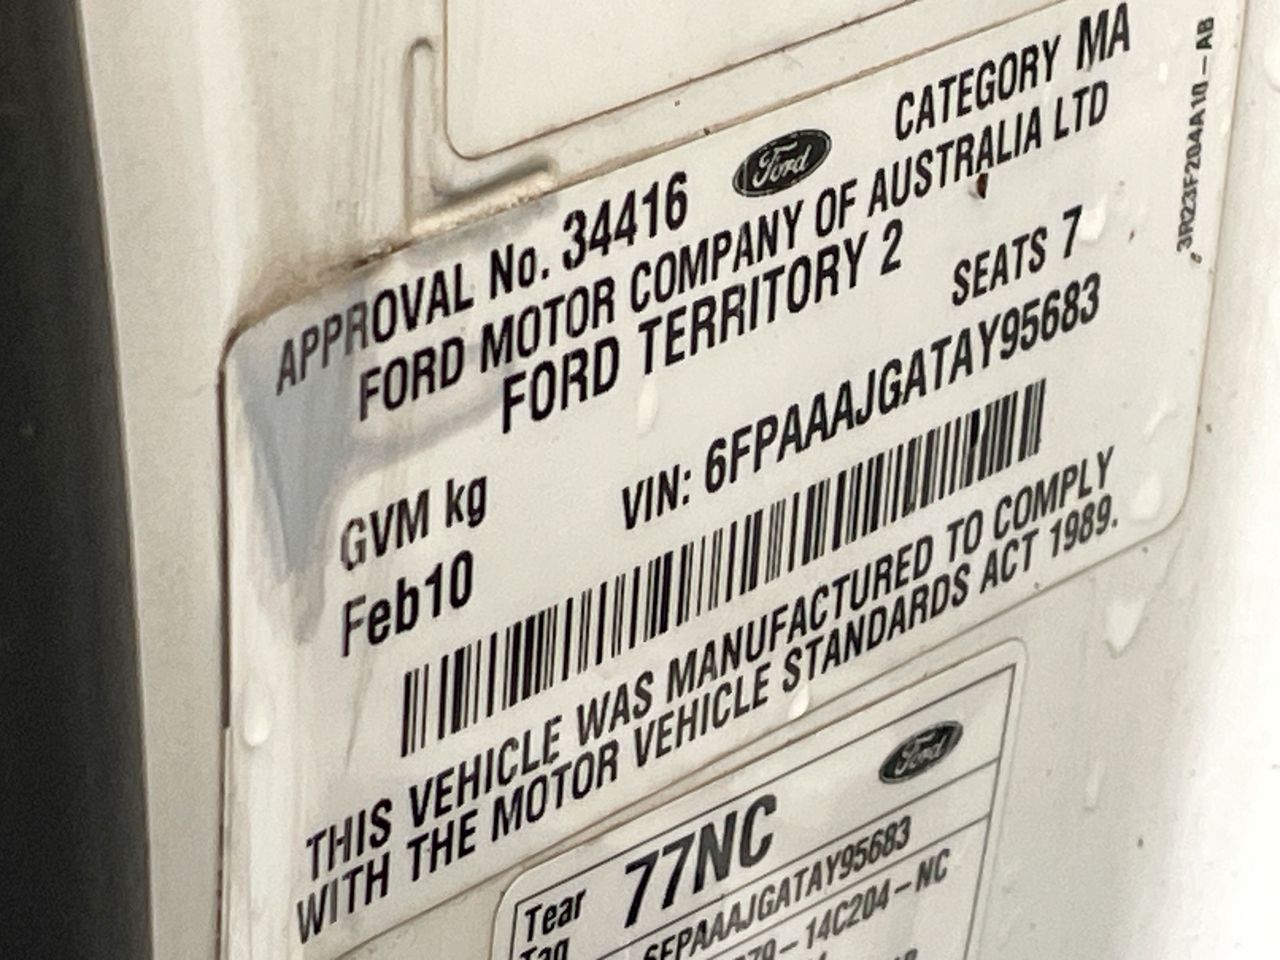 APPROVAL No. 34416 Ford CATEGORY MA
FORD MOTOR COMPANY OF AUSTRALIA LTD
FORD TERRITORY 2 SEATS 7
GVM kg VIN: 6FPAAAJGATAY95683
Feb10
THIS VEHICLE WAS MANUFACTURED TO COMPLY
WITH THE MOTOR VEHICLE STANDARDS ACT 1989.
3R23F204A10-AB
Ford
Tear 77NC
Tag
6FPAAAJGATAY95683
79-14C204-NC